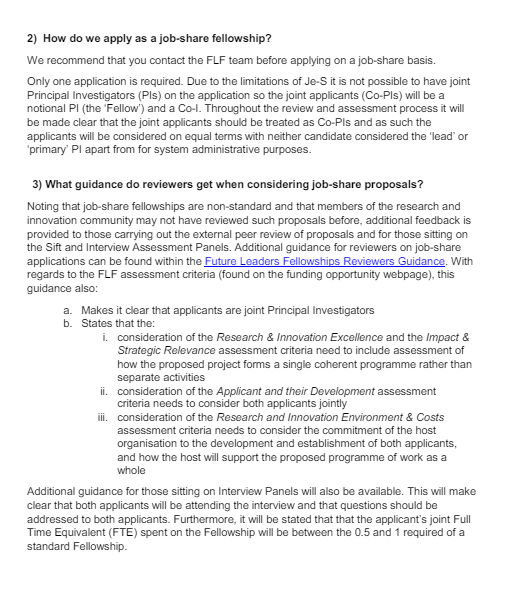 2) How do we apply as a job-share fellowship?
We recommend that you contact the FLF team before applying on a job-share basis.
Only one application is required. Due to the limitations of Je-S it is not possible to have joint
Principal Investigators (PIs) on the application so the joint applicants (Co-PIs) will be a
notional PI (the ‘Fellow’) and a Co-I. Throughout the review and assessment process it will
be made clear that the joint applicants should be treated as Co-PIs and as such the
applicants will be considered on equal terms with neither candidate considered the ‘lead’ or
‘primary’ PI apart from for system administrative purposes.
3) What guidance do reviewers get when considering job-share proposals?
Noting that job-share fellowships are non-standard and that members of the research and
innovation community may not have reviewed such proposals before, additional feedback is
provided to those carrying out the external peer review of proposals and for those sitting on
the Sift and Interview Assessment Panels. Additional guidance for reviewers on job-share
applications can be found within the Future Leaders Fellowships Reviewers Guidance. With
regards to the FLF assessment criteria (found on the funding opportunity webpage), this
guidance also:
a. Makes it clear that applicants are joint Principal Investigators
b. States that the:
i. consideration of the Research & Innovation Excellence and the Impact &
Strategic Relevance assessment criteria need to include assessment of
how the proposed project forms a single coherent programme rather than
separate activities
ii. consideration of the Applicant and their Development assessment
criteria needs to consider both applicants jointly
iii. consideration of the Research and Innovation Environment & Costs
assessment criteria needs to consider the commitment of the host
organisation to the development and establishment of both applicants,
and how the host will support the proposed programme of work as a
whole
Additional guidance for those sitting on Interview Panels will also be available. This will make
clear that both applicants will be attending the interview and that questions should be
addressed to both applicants. Furthermore, it will be stated that that the applicant’s joint Full
Time Equivalent (FTE) spent on the Fellowship will be between the 0.5 and 1 required of a
standard Fellowship.